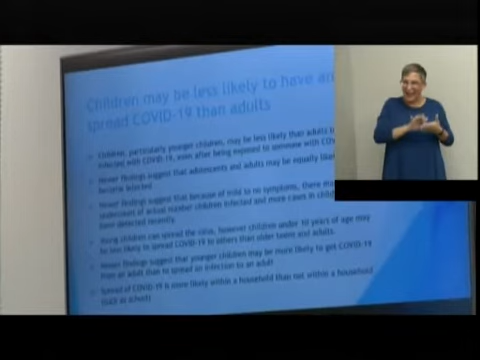 Children may be less likely to have an
spread COVID-19 than adults
Children, particularly younger children, may be less likely than adults
infected with COVID-19, even after being exposed to someone with
Newer findings suggest that adolescents and adults may be equally
become infected.
Newer findings suggest that because of mild to no symptoms, there
undercount of actual number children infected and more cases in
been detected recently.
Young children can spread the virus, however children under 10 years of age may
be less likely to spread COVID-19 to others than older teens and adults.
Newer findings suggest that younger children may be more likely to get COVID-19
from an adult than to spread an infection to an adult
Spread of COVID-19 is more likely within a household than not within a household
(such as school)